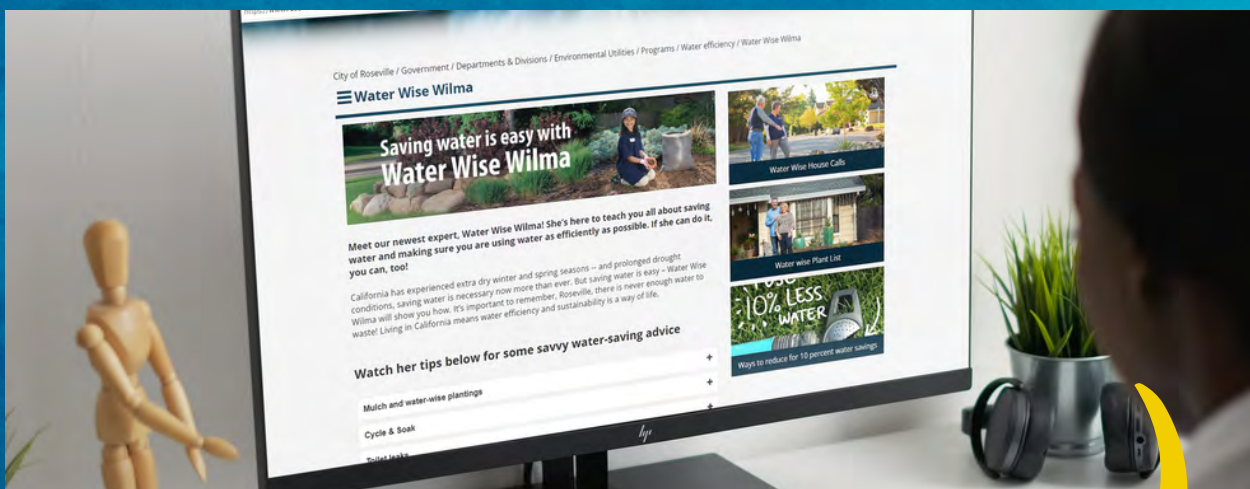 City of Roseville / Government / Departments & Divisions / Environmental Utilities / Programs / Water efficiency / Water Wise Wilma
Water Wise Wilma
Saving water is easy with
Water Wise Wilma
Meet our newest expert, Water Wise Wilma! She's here to teach you all about saving
water and making sure you are using water as efficiently as possible. If she can do it,
you can, too!
California has experienced extra dry winter and spring seasons – and prolonged drought
conditions, saving water is necessary now more than ever. But saving water is easy – Water Wise
Wilma will show you how. It's important to remember, Roseville, there is never enough water to
waste! Living in California means water efficiency and sustainability is a way of life.
Watch her tips below for some savvy water-saving advice
Mulch and water-wise plantings +
Cycle & Soak +
Toilet leaks +
Water Wise House Calls
Water wise Plant List
USE
10% LESS
WATER
Ways to reduce for 10 percent water savings
hp